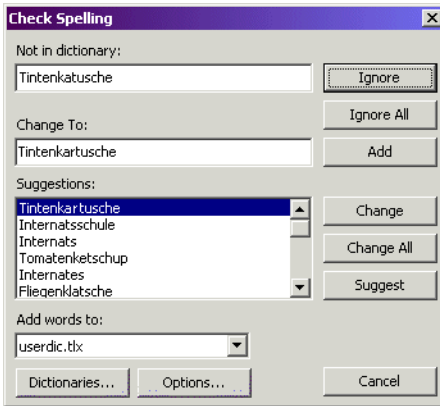 Check Spelling
Not in dictionary:
Tintenkatusche
Ignore
Ignore All
Change To:
Tintenkartusche
Add
Suggestions:
Tintenkartusche
Internatsschule
Internats
Tomatenketschup
Internates
Fliegenklatsche
Change
Change All
Suggest
Add words to:
userdic.tlx
Dictionaries...
Options...
Cancel